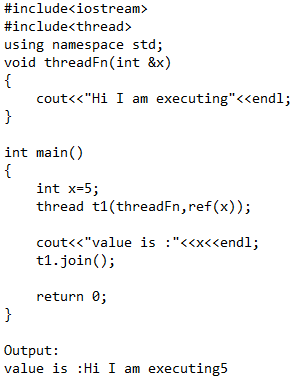 #include<iostream>
#include<thread>
using namespace std;
void threadFn(int &x)
{
    cout<<"Hi I am executing"<<endl;
}

int main()
{
    int x=5;
    thread t1(threadFn,ref(x));

    cout<<"value is :"<<x<<endl;
    t1.join();

    return 0;
}

Output:
value is :Hi I am executing5